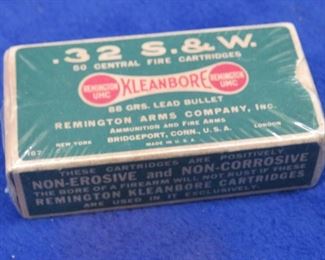 .32 S.&W.
50 CENTRAL FIRE CARTRIDGES
REMINGTON UMC KLEANBORE REMINGTON UMC
88 GRS. LEAD BULLET
REMINGTON ARMS COMPANY, INC.
AMMUNITION AND FIRE ARMS
NEW YORK BRIDGEPORT, CONN., U.S.A. LONDON
MADE IN U.S.A.
THESE CARTRIDGES ARE POSITIVELY
NON-EROSIVE and NON-CORROSIVE
THE BORE OF A FIREARM WILL NOT RUST IF THESE
REMINGTON KLEANBORE CARTRIDGES
ARE USED IN IT EXCLUSIVELY.